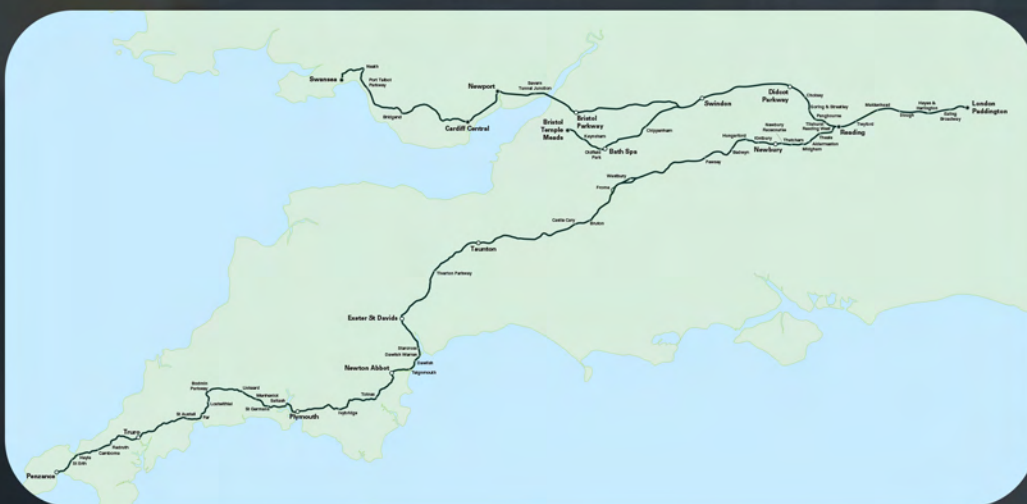 Neath
Swansea
Port Talbot
Parkway
Bridgend
Cardiff Central
Newport
Severn
Tunnel Junction
Bristol
Parkway
Bristol
Temple
Meads
Keynsham
Oldfield
Park
Bath Spa
Chippenham
Swindon
Didcot
Parkway
Cholsey
Goring & Streatley
Pangbourne
Tilehurst
Reading West
Reading
Twyford
Maidenhead
Slough
Hayes &
Harlington
Ealing
Broadway
London
Paddington
Theale
Aldermaston
Midgham
Thatcham
Newbury
Racecourse
Newbury
Kintbury
Hungerford
Bedwyn
Pewsey
Westbury
Frome
Bruton
Castle Cary
Taunton
Tiverton Parkway
Exeter St Davids
Starcross
Dawlish Warren
Dawlish
Teignmouth
Newton Abbot
Totnes
Ivybridge
Plymouth
Saltash
St Germans
Menheniot
Liskeard
Bodmin
Parkway
Lostwithiel
Par
St Austell
Truro
Redruth
Camborne
Hayle
St Erth
Penzance